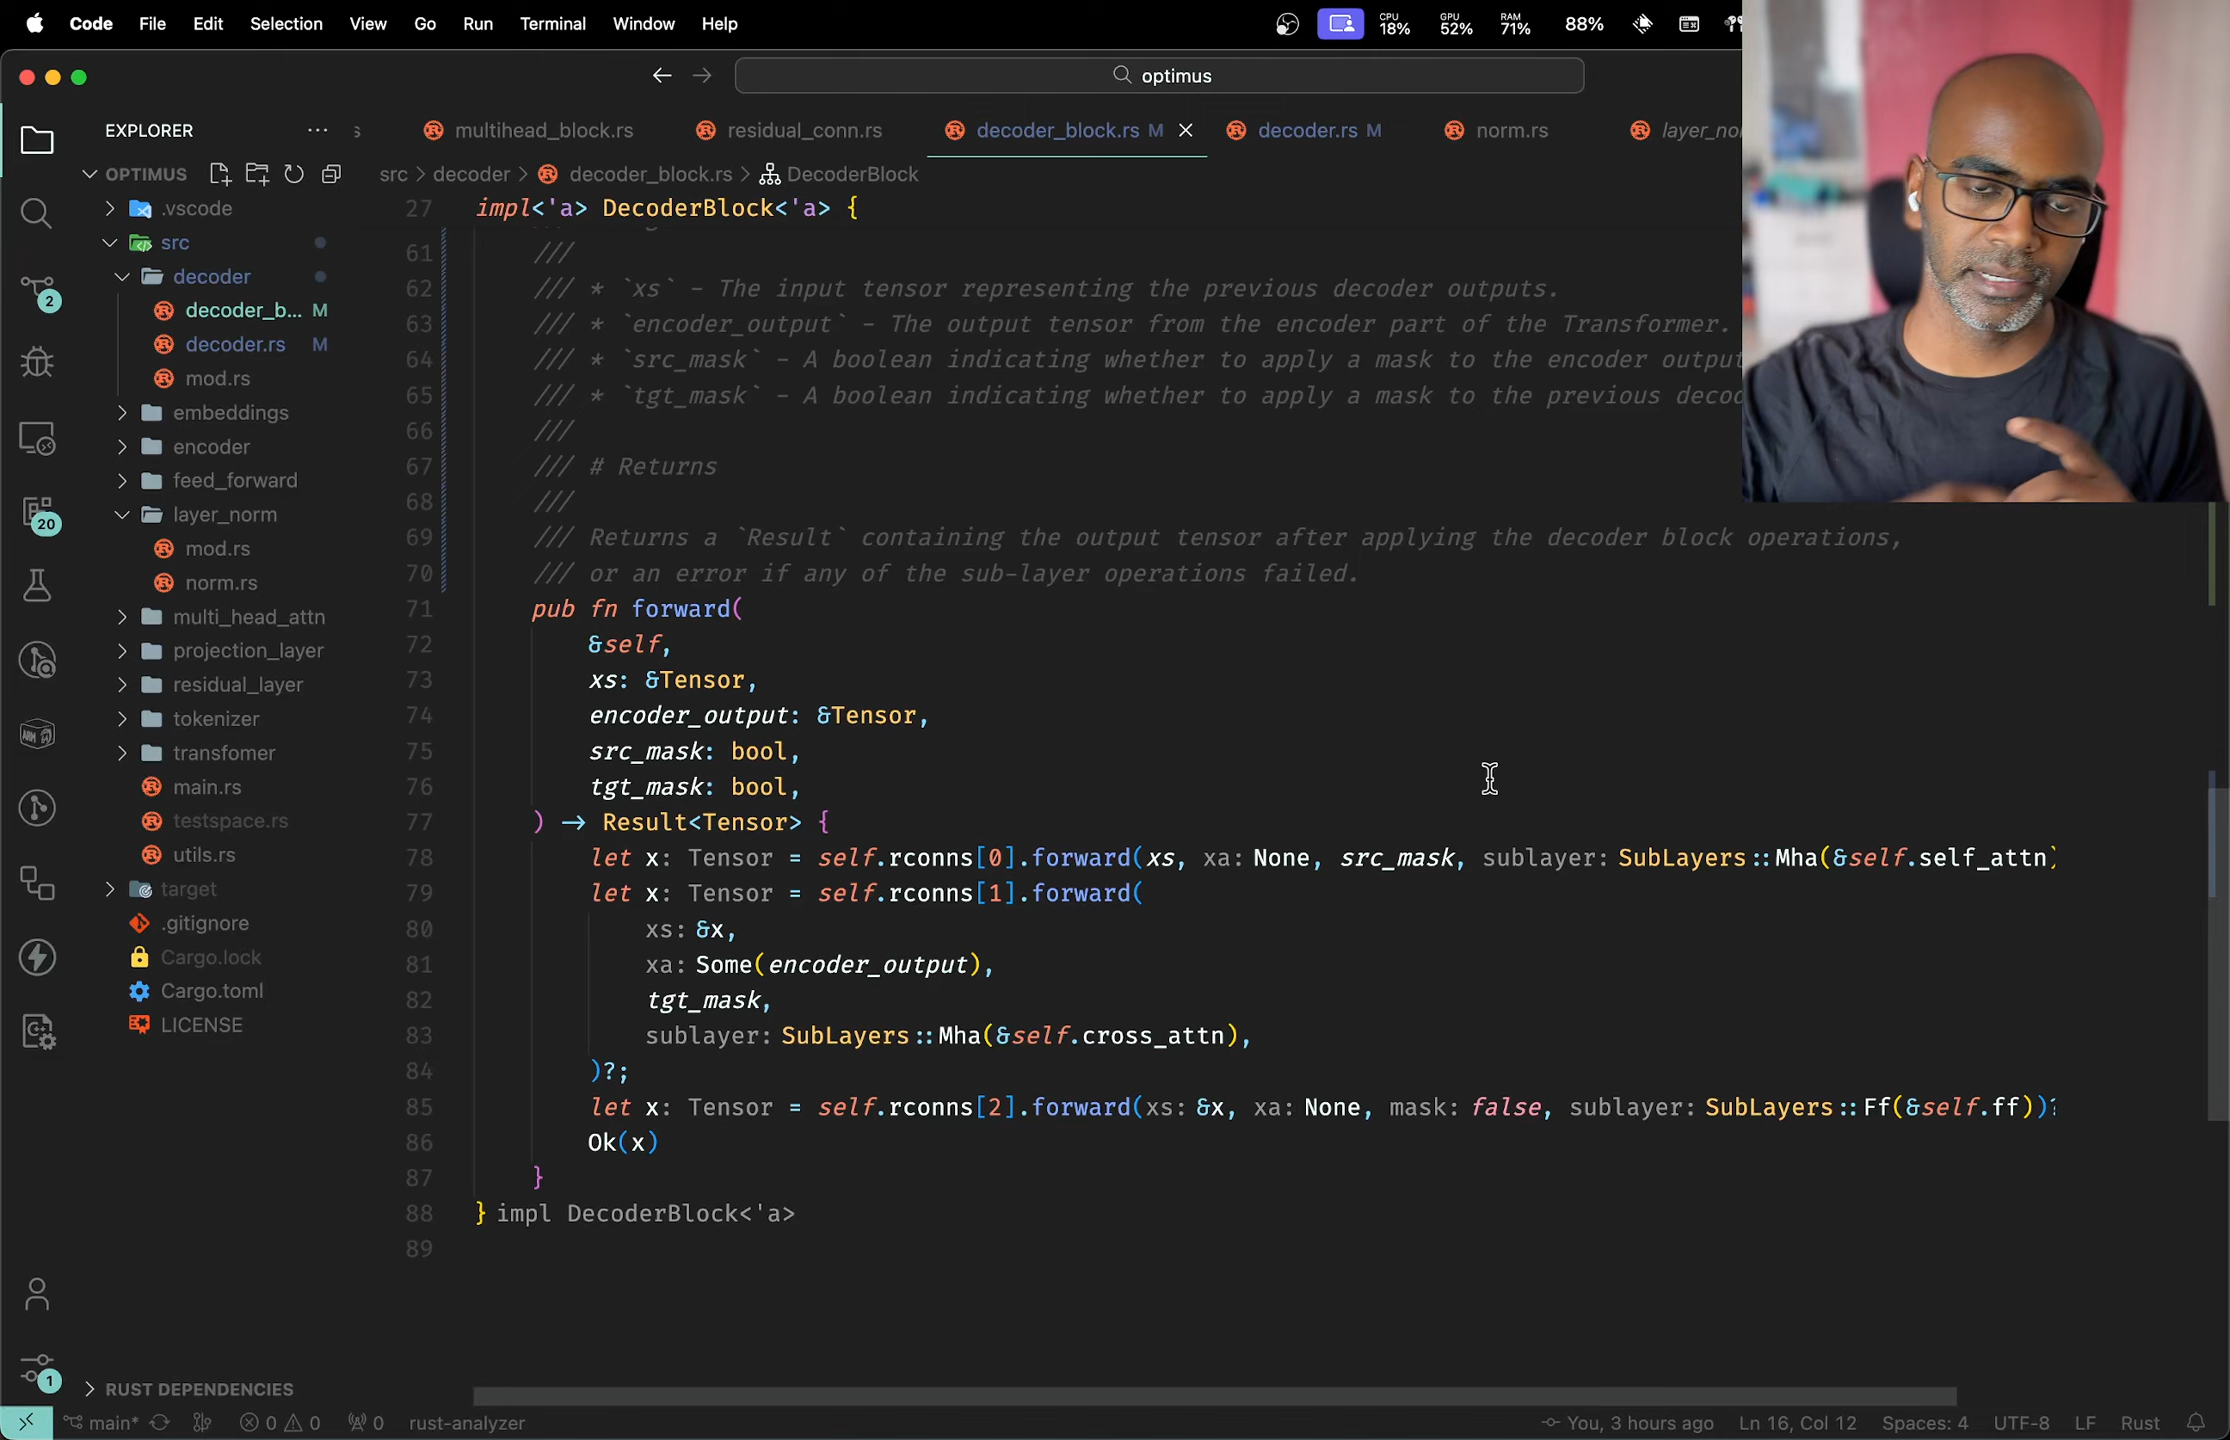 Code File Edit Selection View Go Run Terminal Window Help
CPU 18% GPU 52% RAM 71% 88%
optimus
EXPLORER
s multihead_block.rs residual_conn.rs decoder_block.rs M decoder.rs M norm.rs layer_no
OPTIMUS
src > decoder > decoder_block.rs > DecoderBlock
.vscode
src
decoder
decoder_b... M
decoder.rs M
mod.rs
embeddings
encoder
feed_forward
layer_norm
mod.rs
norm.rs
multi_head_attn
projection_layer
residual_layer
tokenizer
transfomer
main.rs
testspace.rs
utils.rs
target
.gitignore
Cargo.lock
Cargo.toml
LICENSE
RUST DEPENDENCIES
2
20
1
27 impl<'a> DecoderBlock<'a> {
61 ///
62 /// * `xs` - The input tensor representing the previous decoder outputs.
63 /// * `encoder_output` - The output tensor from the encoder part of the Transformer.
64 /// * `src_mask` - A boolean indicating whether to apply a mask to the encoder output
65 /// * `tgt_mask` - A boolean indicating whether to apply a mask to the previous deco
66 ///
67 /// # Returns
68 ///
69 /// Returns a `Result` containing the output tensor after applying the decoder block operations,
70 /// or an error if any of the sub-layer operations failed.
71 pub fn forward(
72 &self,
73 xs: &Tensor,
74 encoder_output: &Tensor,
75 src_mask: bool,
76 tgt_mask: bool,
77 ) → Result<Tensor> {
78 let x: Tensor = self.rconns[0].forward(xs, xa: None, src_mask, sublayer: SubLayers::Mha(&self.self_attn)
79 let x: Tensor = self.rconns[1].forward(
80 xs: &x,
81 xa: Some(encoder_output),
82 tgt_mask,
83 sublayer: SubLayers::Mha(&self.cross_attn),
84 )?;
85 let x: Tensor = self.rconns[2].forward(xs: &x, xa: None, mask: false, sublayer: SubLayers::Ff(&self.ff))?
86 Ok(x)
87 }
88 } impl DecoderBlock<'a>
89
main* 0 0 0 rust-analyzer You, 3 hours ago Ln 16, Col 12 Spaces: 4 UTF-8 LF Rust